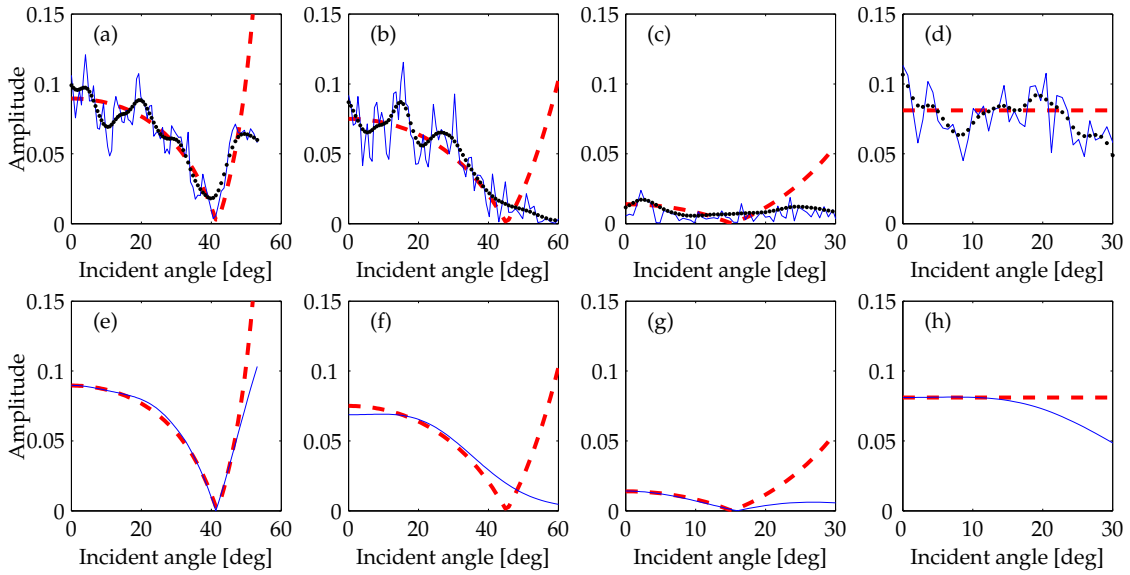 0.15 0.15 0.15 0.15
(a) (b) (c) (d)
0.1 0.1 0.1 0.1
Amplitude
0.05 0.05 0.05 0.05
0 0 0 0
0 20 40 60 0 20 40 60 0 10 20 30 0 10 20 30
Incident angle [deg] Incident angle [deg] Incident angle [deg] Incident angle [deg]
0.15 0.15 0.15 0.15
(e) (f) (g) (h)
0.1 0.1 0.1 0.1
Amplitude
0.05 0.05 0.05 0.05
0 0 0 0
0 20 40 60 0 20 40 60 0 10 20 30 0 10 20 30
Incident angle [deg] Incident angle [deg] Incident angle [deg] Incident angle [deg]